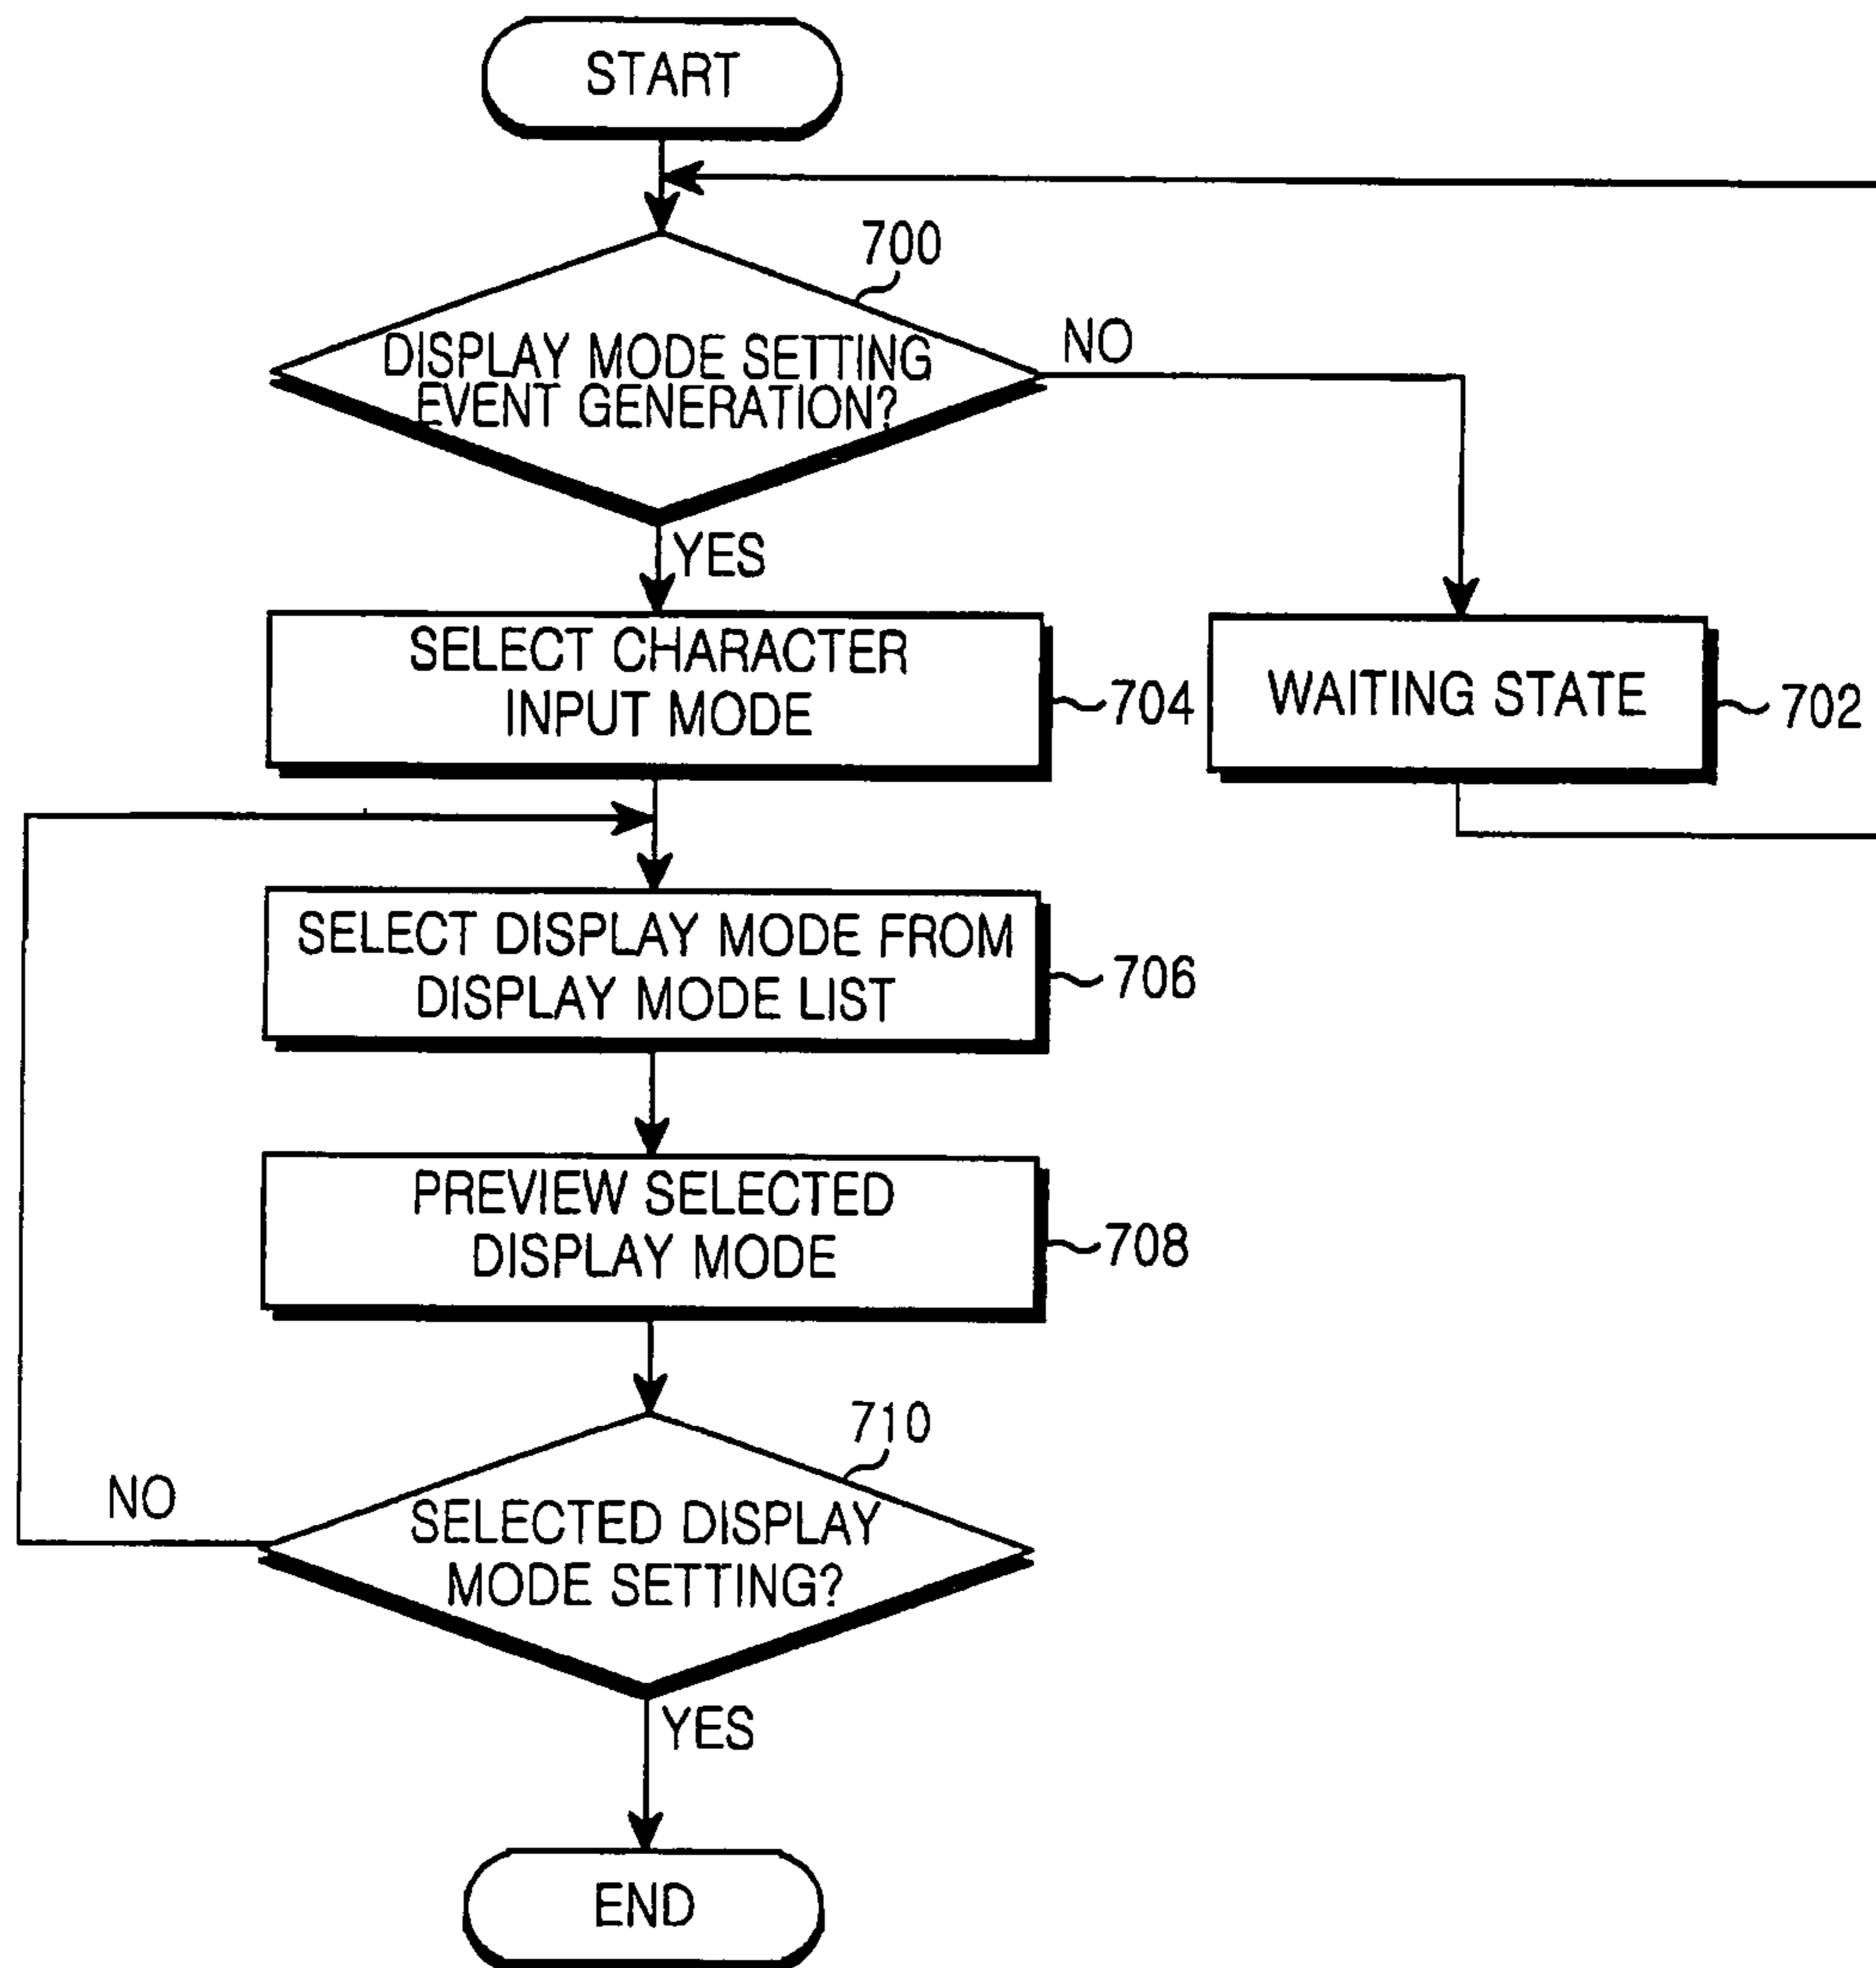 START
700
DISPLAY MODE SETTING
EVENT GENERATION?
NO
YES
SELECT CHARACTER
INPUT MODE
704
WAITING STATE
702
SELECT DISPLAY MODE FROM
DISPLAY MODE LIST
706
PREVIEW SELECTED
DISPLAY MODE
708
710
NO
SELECTED DISPLAY
MODE SETTING?
YES
END